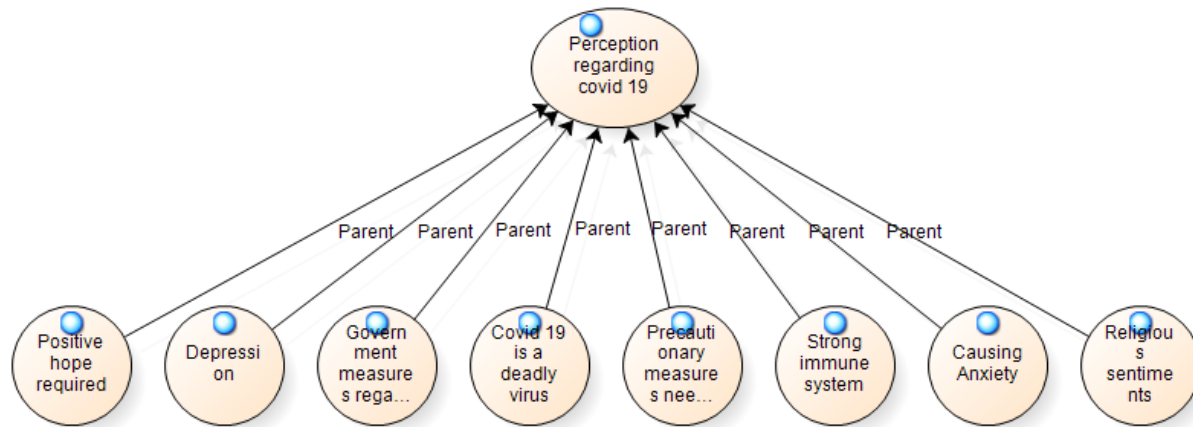 Perception
regarding
covid 19
Parent Parent Parent Parent Parent Parent Parent Parent
Positive
hope
required
Depressi
on
Govern
ment
measure
s rega...
Covid 19
is a
deadly
virus
Precauti
onary
measure
s nee...
Strong
immune
system
Causing
Anxiety
Religiou
s
sentime
nts